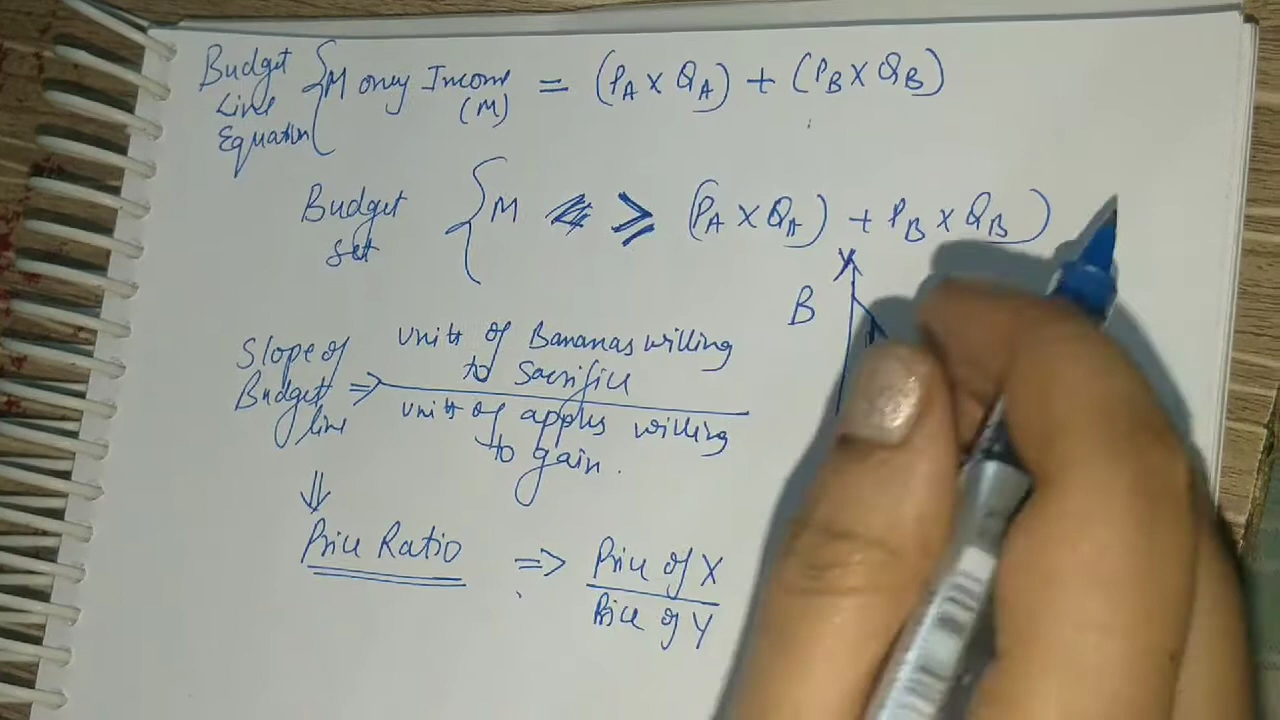 Budget Line Equation { Money Income (M) = (PA x QA) + (PB x QB)
Budget set { M ≥ (PA x QA) + PB x QB)
Slope of Budget line => units of Bananas willing to Sacrifice
units of apples willing to gain.
⇓
Price Ratio => Price of X
Price of Y
Y
B